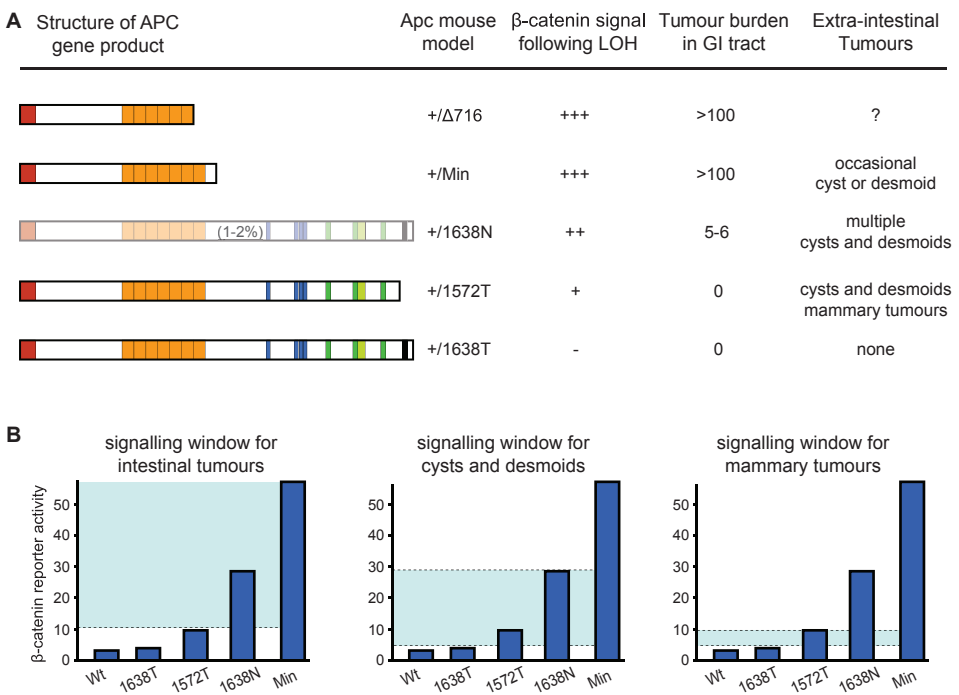 A
Structure of APC
gene product
Apc mouse
model
β-catenin signal
following LOH
Tumour burden
in GI tract
Extra-intestinal
Tumours
+/Δ716
+++
>100
?
+/Min
+++
>100
occasional
cyst or desmoid
(1-2%)
+/1638N
++
5-6
multiple
cysts and desmoids
+/1572T
+
0
cysts and desmoids
mammary tumours
+/1638T
-
0
none
B
signalling window for
intestinal tumours
β-catenin reporter activity
50
40
30
20
10
0
Wt
1638T
1572T
1638N
Min
signalling window for
cysts and desmoids
50
40
30
20
10
0
Wt
1638T
1572T
1638N
Min
signalling window for
mammary tumours
50
40
30
20
10
0
Wt
1638T
1572T
1638N
Min